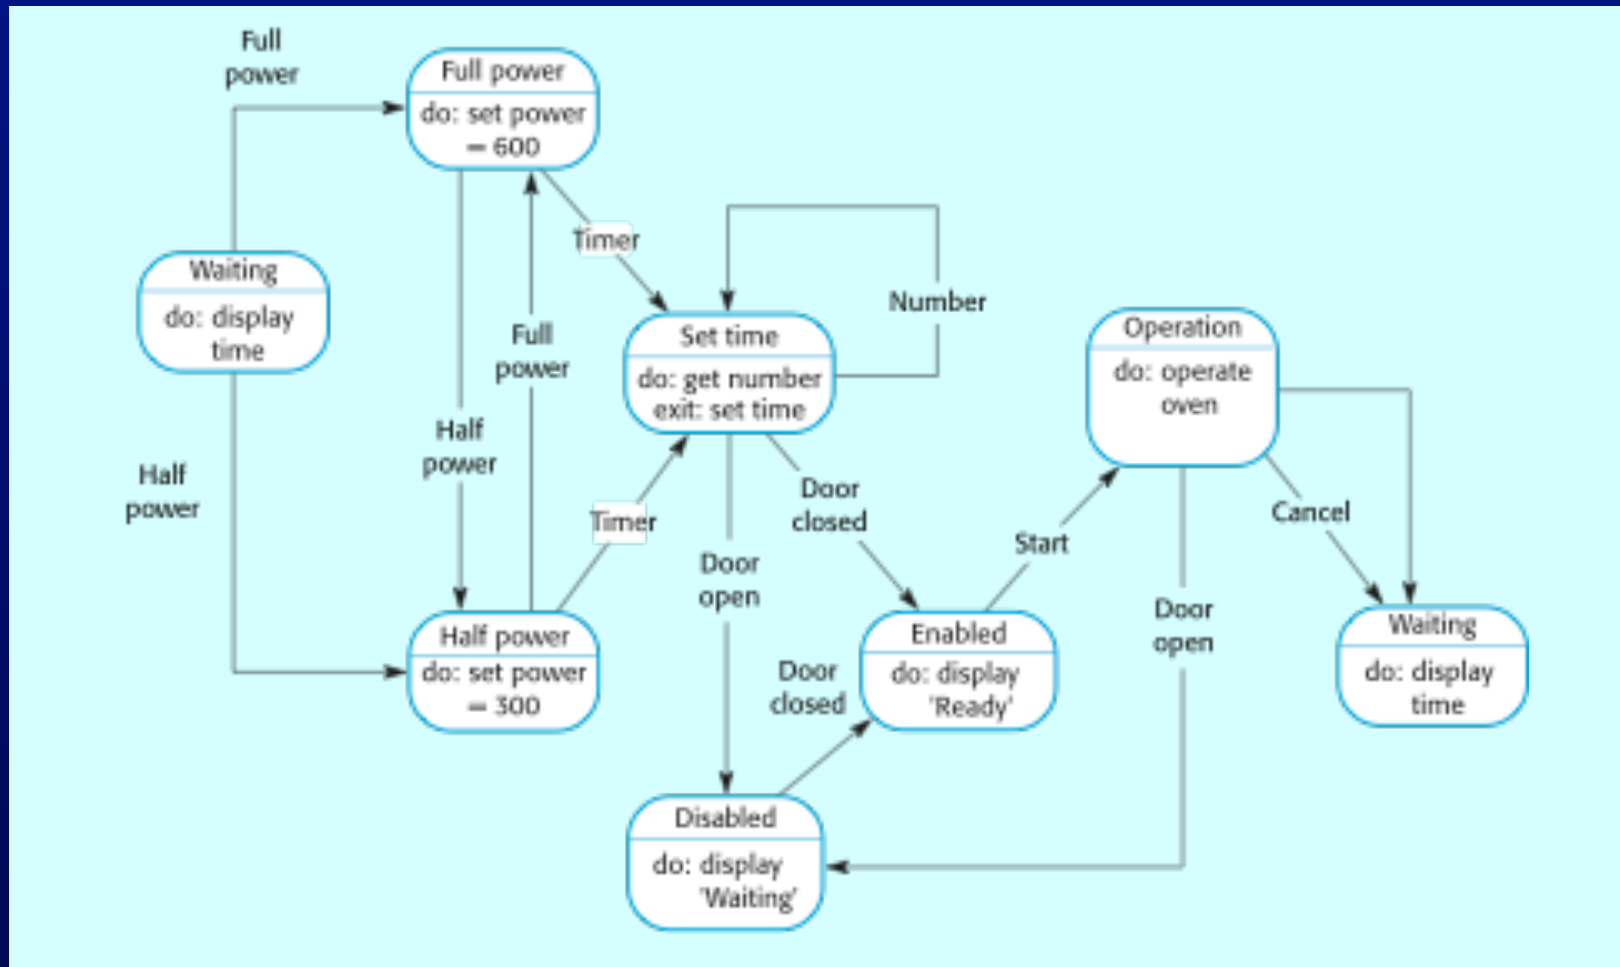 Full
power
Full power
do: set power
= 600
Timer
Waiting
do: display
time
Full
power
Number
Set time
do: get number
exit: set time
Operation
do: operate
oven
Half
power
Half
power
Timer
Door
closed
Start
Cancel
Door
open
Door
open
Half power
do: set power
= 300
Door
closed
Enabled
do: display
'Ready'
Waiting
do: display
time
Disabled
do: display
'Waiting'